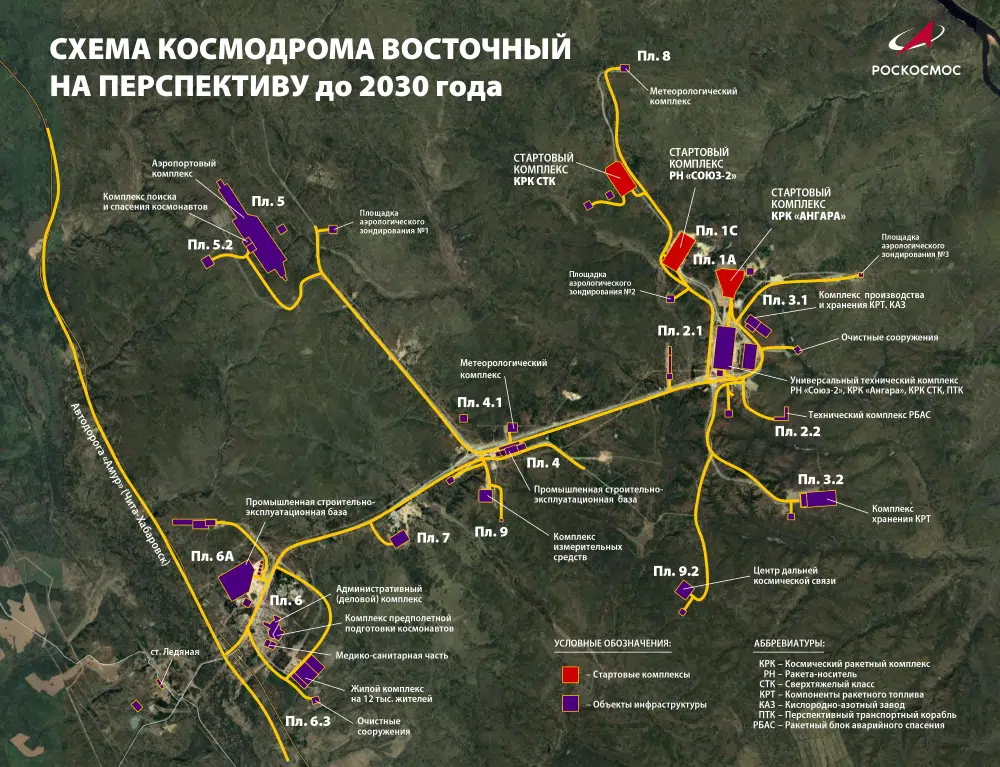 СХЕМА КОСМОДРОМА ВОСТОЧНЫЙ
НА ПЕРСПЕКТИВУ до 2030 года
РОСКОСМОС
Пл. 8
Метеорологический
комплекс
СТАРТОВЫЙ
КОМПЛЕКС
КРК СТК
СТАРТОВЫЙ
КОМПЛЕКС
РН «СОЮЗ-2»
СТАРТОВЫЙ
КОМПЛЕКС
КРК «АНГАРА»
Аэропортовый
комплекс
Комплекс поиска
и спасения космонавтов
Пл. 5
Пл. 5.2
Площадка
аэрологического
зондирования №1
Пл. 1С
Пл. 1А
Площадка
аэрологического
зондирования №3
Площадка
аэрологического
зондирования №2
Пл. 3.1
Комплекс производства
и хранения КРТ. КАЗ
Пл. 2.1
Очистные сооружения
Универсальный технический комплекс
РН «Союз-2», КРК «Ангара», КРК СТК, ПТК
Технический комплекс РБАС
Пл. 2.2
Метеорологический
комплекс
Пл. 4.1
Пл. 4
Промышленная строительно-
эксплуатационная база
Пл. 3.2
Комплекс
хранения КРТ
Автодорога «Амур» (Чита-Хабаровск)
Промышленная строительно-
эксплуатационная база
Пл. 7
Пл. 9
Комплекс
измерительных
средств
Пл. 6А
Пл. 9.2
Центр дальней
космической связи
Пл. 6
Административный
(деловой) комплекс
Комплекс предполетной
подготовки космонавтов
Медико-санитарная часть
ст. Ледяная
Жилой комплекс
на 12 тыс. жителей
Пл. 6.3
Очистные
сооружения
УСЛОВНЫЕ ОБОЗНАЧЕНИЯ:
– Стартовые комплексы
– Объекты инфраструктуры
АББРЕВИАТУРЫ:
КРК – Космический ракетный комплекс
РН – Ракета-носитель
СТК – Сверхтяжелый класс
КРТ – Компоненты ракетного топлива
КАЗ – Кислородно-азотный завод
ПТК – Перспективный транспортный корабль
РБАС – Ракетный блок аварийного спасения